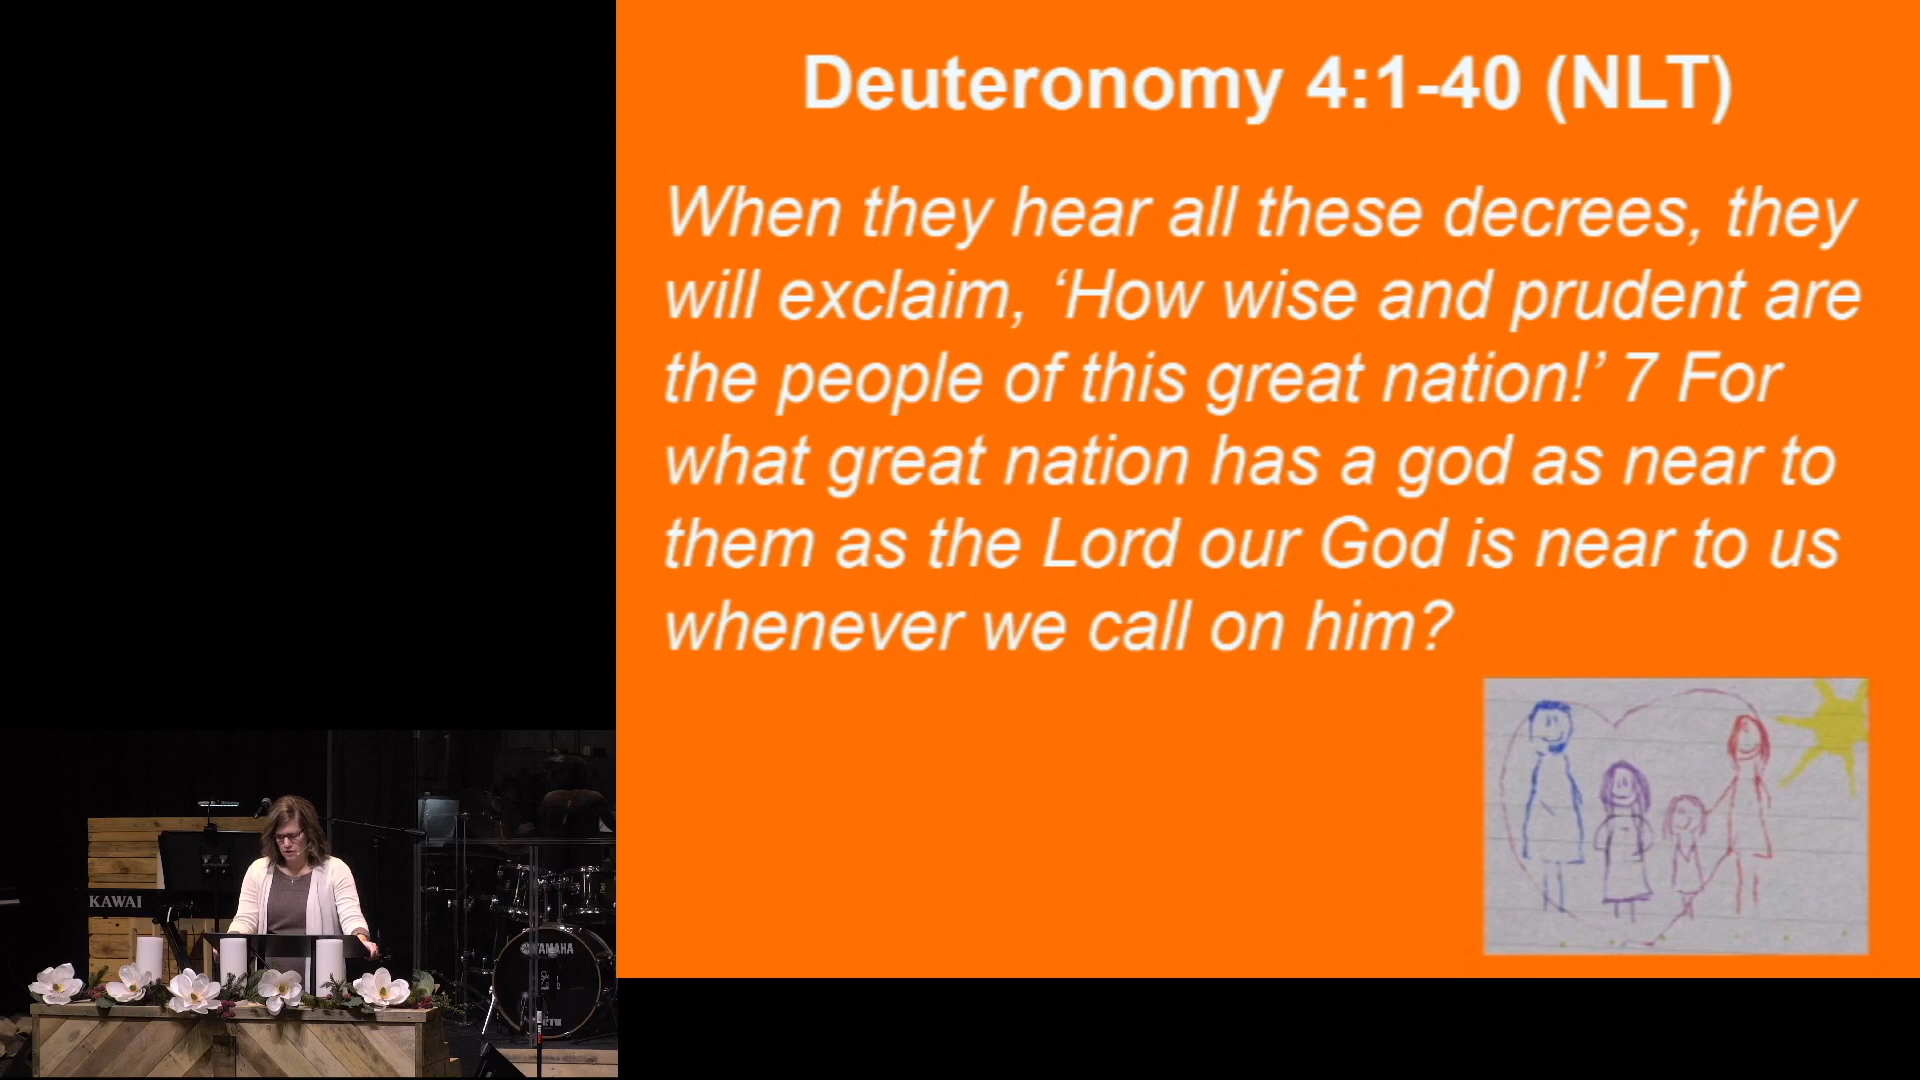 Deuteronomy 4:1-40 (NLT)
When they hear all these decrees, they
will exclaim, ‘How wise and prudent are
the people of this great nation!’ 7 For
what great nation has a god as near to
them as the Lord our God is near to us
whenever we call on him?
KAWAI
YAMAHA